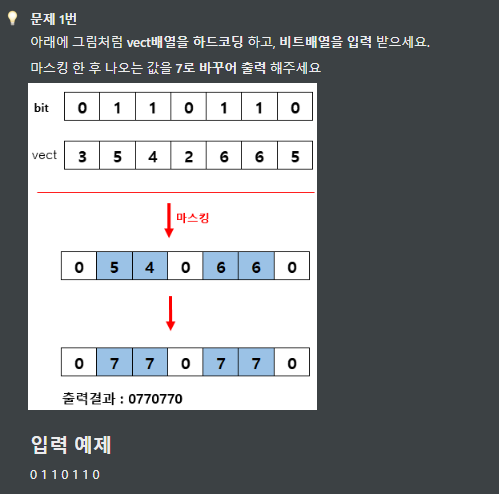 문제 1번
아래에 그림처럼 vect배열을 하드코딩 하고, 비트배열을 입력 받으세요.
마스킹 한 후 나오는 값을 7로 바꾸어 출력 해주세요
bit 0 1 1 0 1 1 0
vect 3 5 4 2 6 6 5
마스킹
0 5 4 0 6 6 0
0 7 7 0 7 7 0
출력결과 : 0770770
입력 예제
0 1 1 0 1 1 0